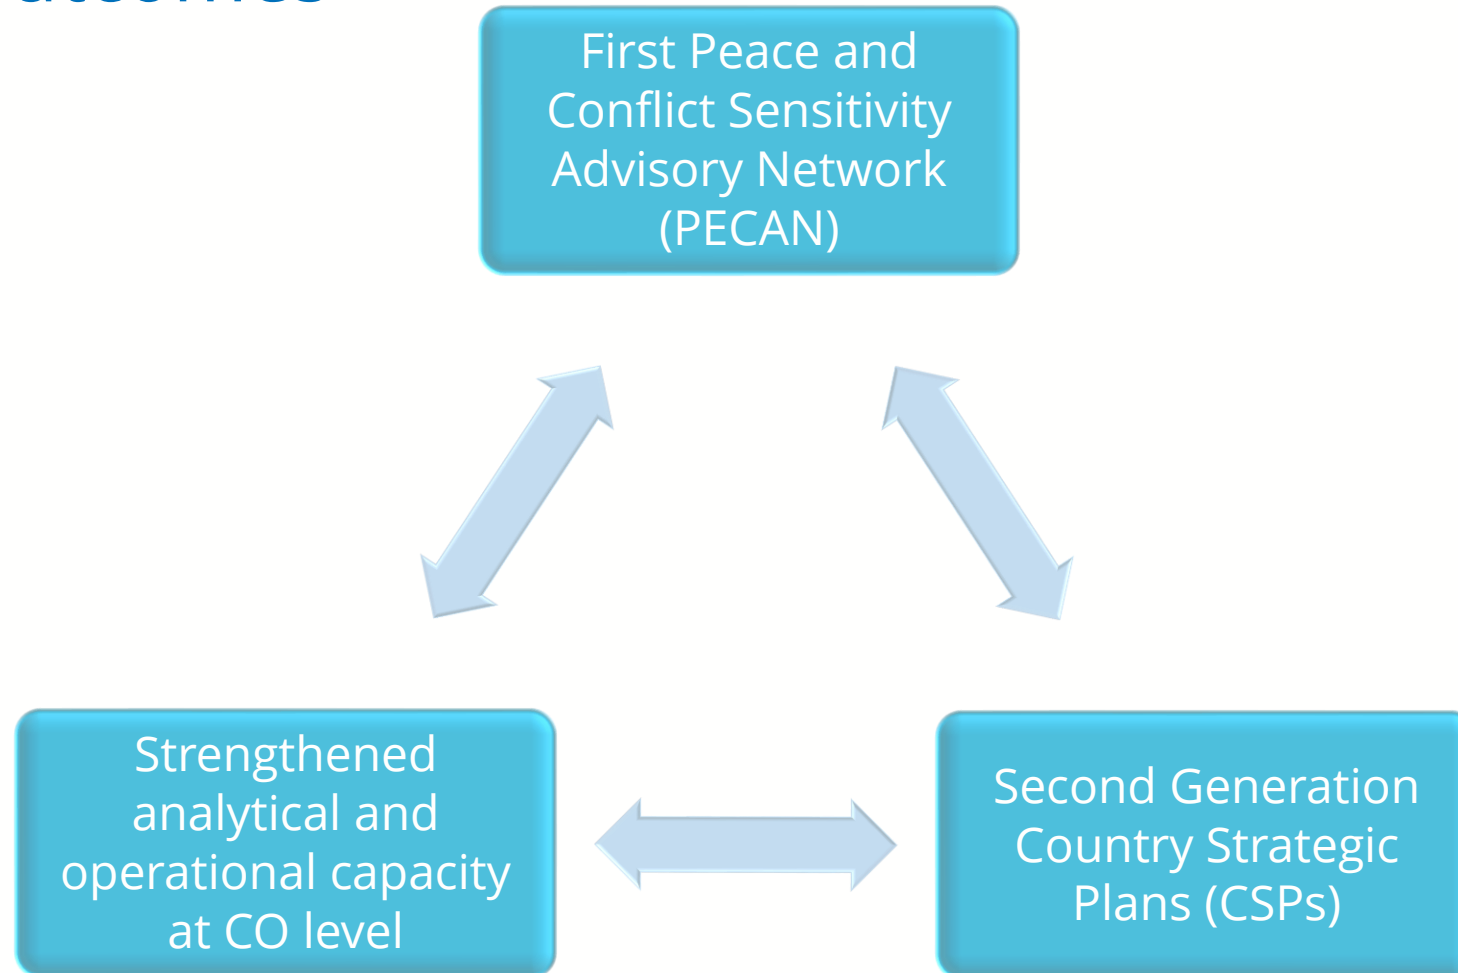 First Peace and
Conflict Sensitivity
Advisory Network
(PECAN)
Strengthened
analytical and
operational capacity
at CO level
Second Generation
Country Strategic
Plans (CSPs)